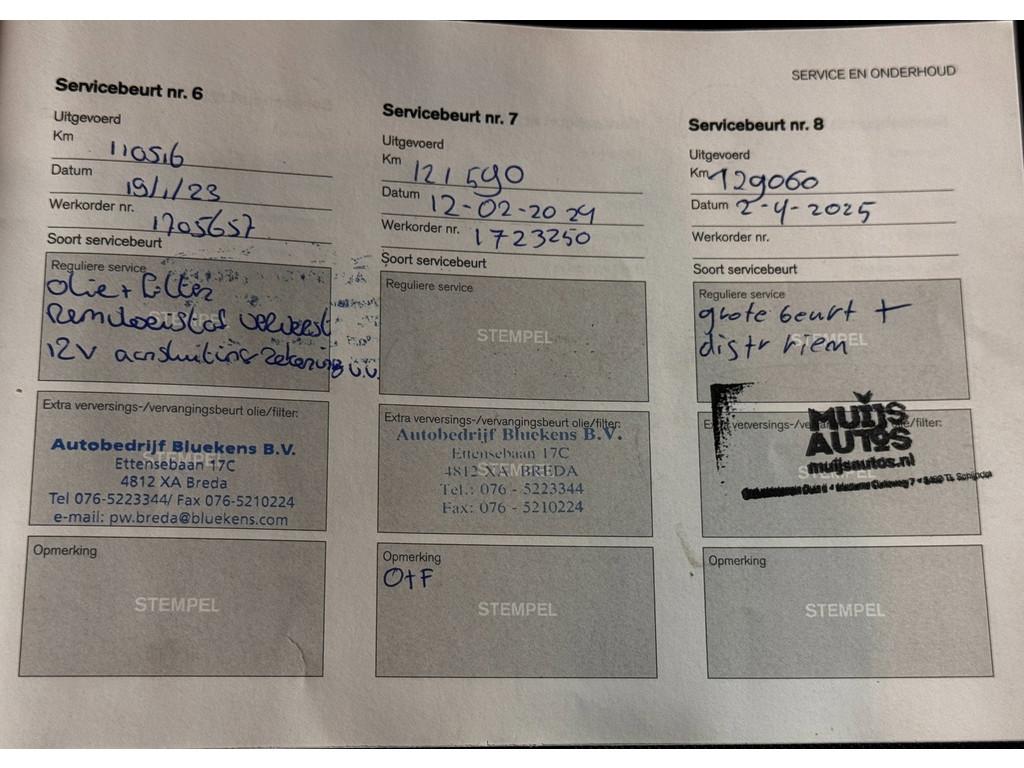 SERVICE EN ONDERHOUD
Servicebeurt nr. 6
Uitgevoerd
Km 110516
Datum 19/1/23
Werkorder nr. 1705657
Soort servicebeurt
Reguliere service
olie + filter
Remvloeistof ververst
12V aansluiting
Extra verversings-/vervangingsbeurt olie/filter:
STEMPEL
Autobedrijf Bluekens B.V.
Ettensebaan 17C
4812 XA Breda
Tel 076-5223344/ Fax 076-5210224
e-mail: pw.breda@bluekens.com
Opmerking
STEMPEL
Servicebeurt nr. 7
Uitgevoerd
Km 121590
Datum 12-02-2024
Werkorder nr. 1723250
Soort servicebeurt
Reguliere service
STEMPEL
Extra verversings-/vervangingsbeurt olie/filter:
Autobedrijf Bluekens B.V.
Ettensebaan 17C
4812 XA BREDA
STEMPEL
Tel.: 076 - 5223344
Fax: 076 - 5210224
Opmerking
O+F
STEMPEL
Servicebeurt nr. 8
Uitgevoerd
Km 129060
Datum 2-4-2025
Werkorder nr.
Soort servicebeurt
Reguliere service
grote beurt +
distr riem
STEMPEL
Extra verversings-/ olie/filter:
MUIJS
AUTOS
muijsautos.nl
Opmerking
STEMPEL